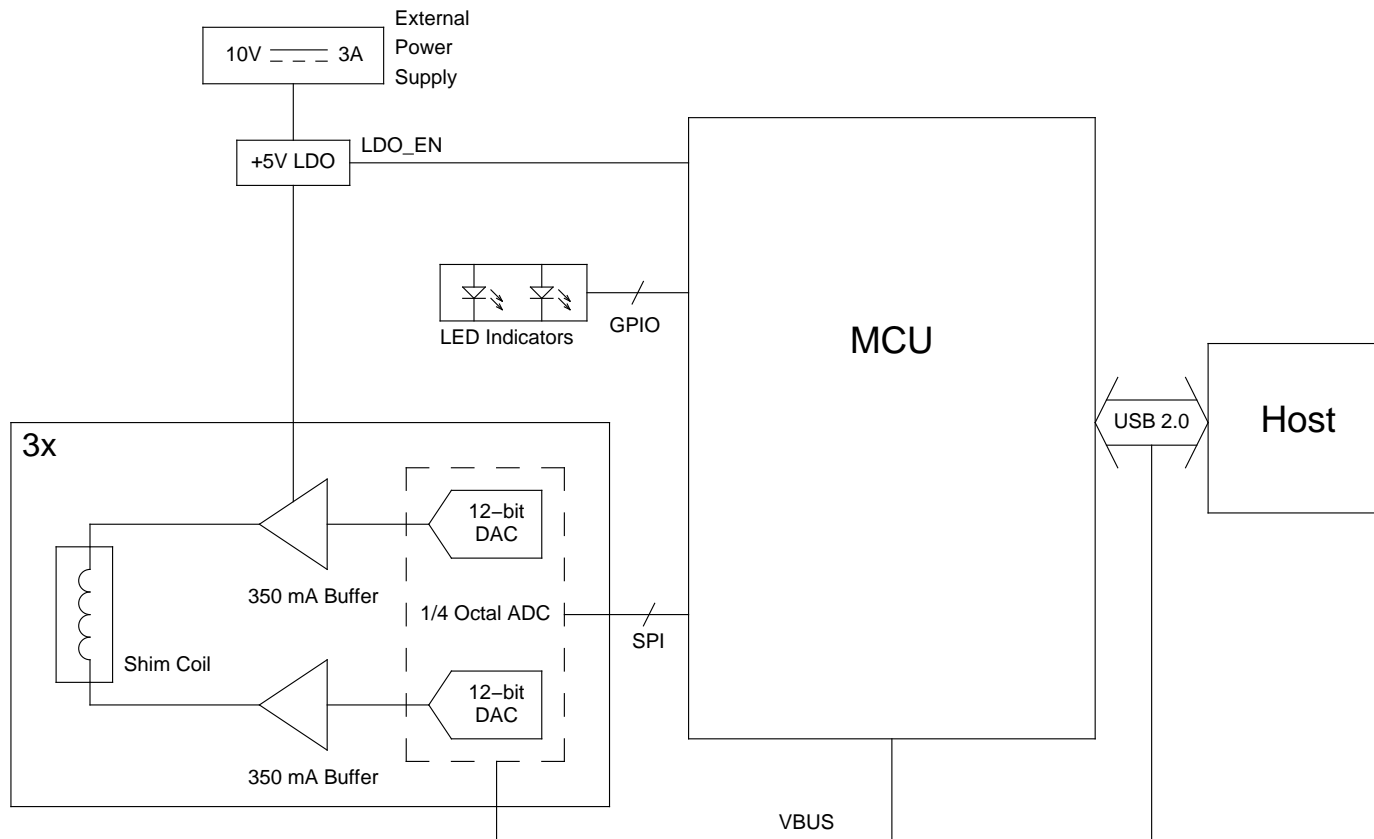 External
Power
Supply
10V 3A
+5V LDO
LDO_EN
LED Indicators
GPIO
MCU
USB 2.0
Host
3x
12−bit
DAC
350 mA Buffer
1/4 Octal ADC
SPI
Shim Coil
12−bit
DAC
350 mA Buffer
VBUS